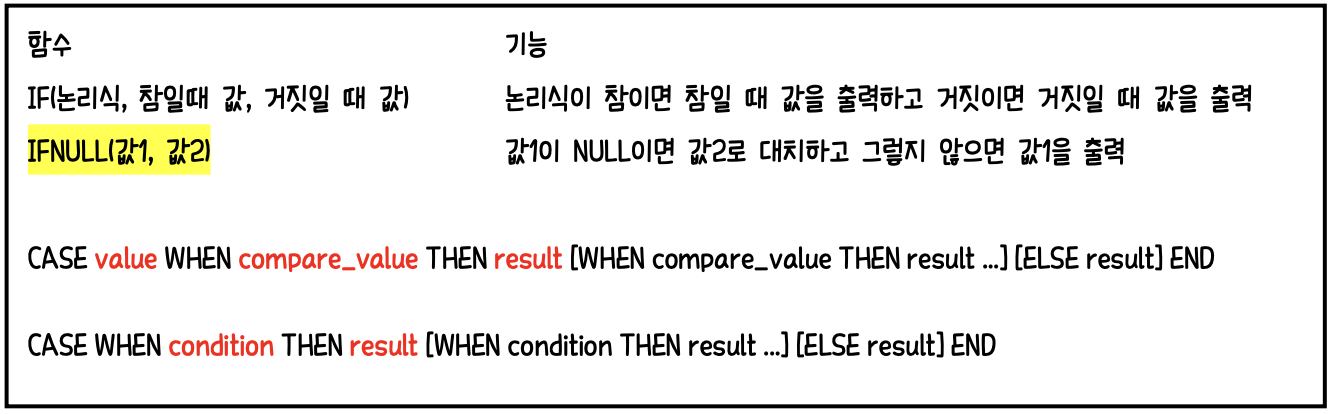 함수 기능
IF(논리식, 참일때 값, 거짓일 때 값) 논리식이 참이면 참일 때 값을 출력하고 거짓이면 거짓일 때 값을 출력
IFNULL(값1, 값2) 값1이 NULL이면 값2로 대치하고 그렇지 않으면 값1을 출력
CASE value WHEN compare_value THEN result [WHEN compare_value THEN result ...] [ELSE result] END
CASE WHEN condition THEN result [WHEN condition THEN result ...] [ELSE result] END